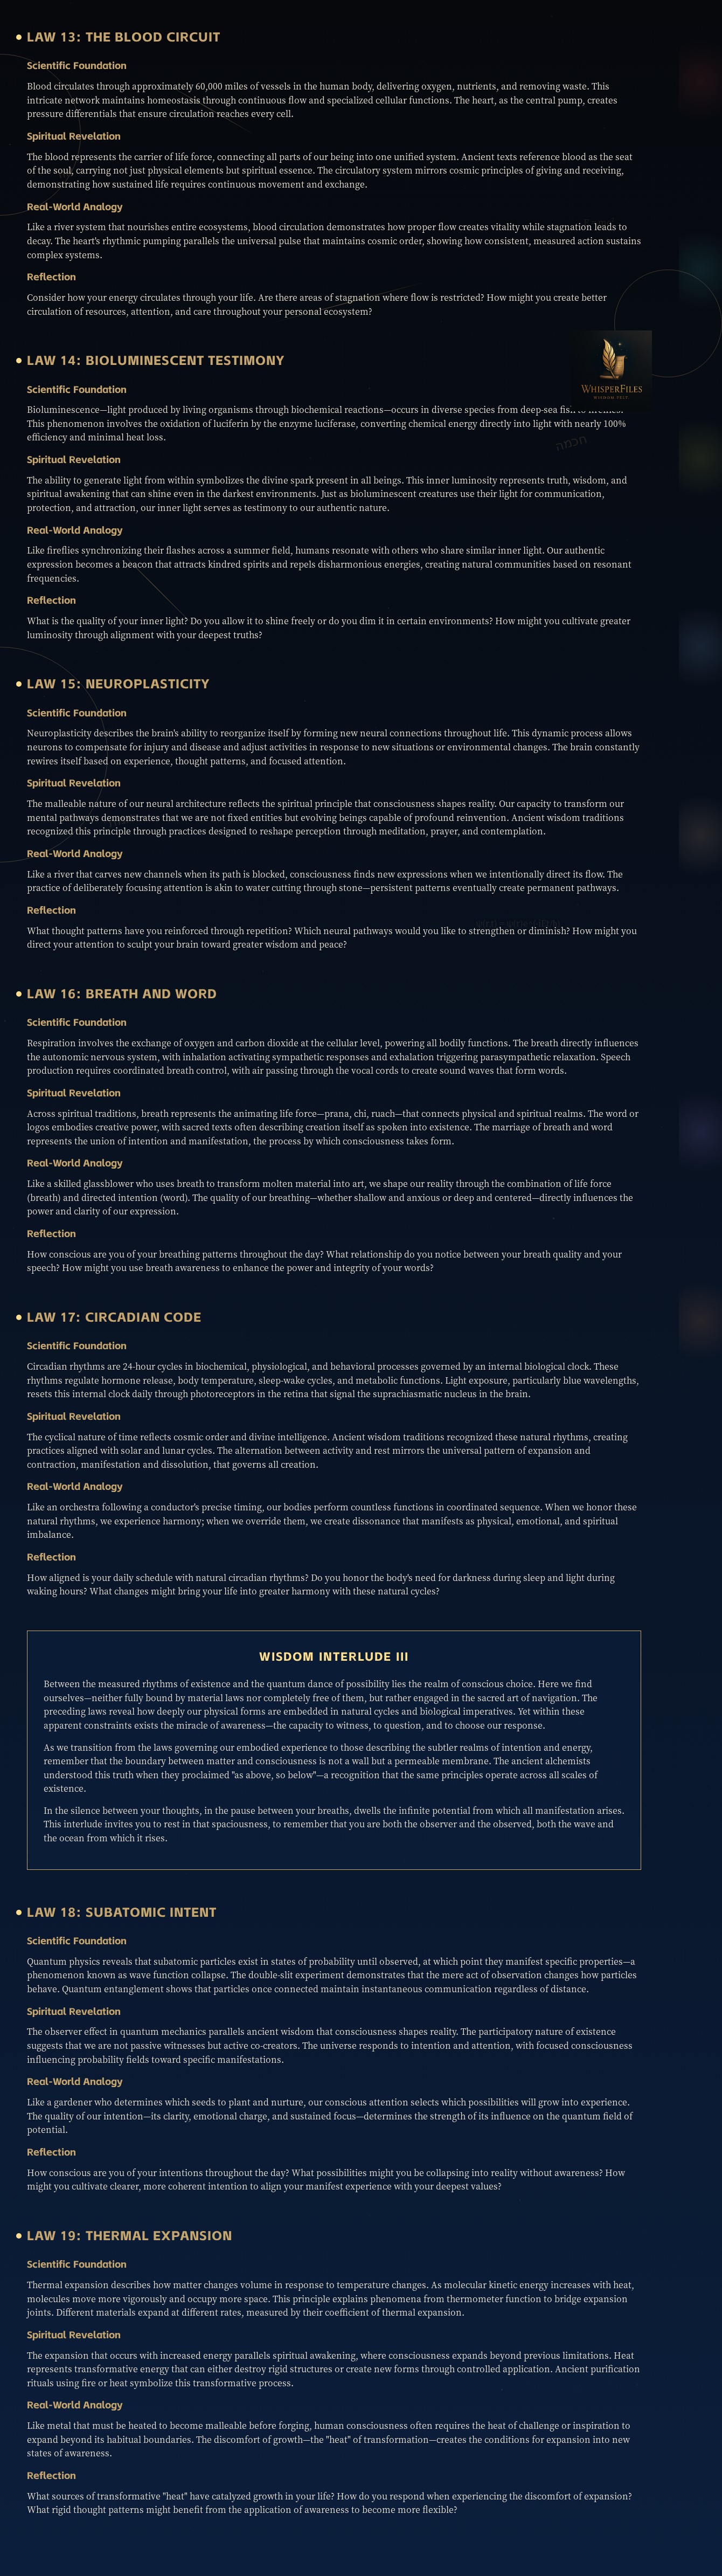 LAW 13: THE BLOOD CIRCUIT
Scientific Foundation
Blood circulates through approximately 60,000 miles of vessels in the human body, delivering oxygen, nutrients, and removing waste. This
intricate network maintains homeostasis through continuous flow and specialized cellular functions. The heart, as the central pump, creates
pressure differentials that ensure circulation reaches every cell.
Spiritual Revelation
The blood represents the carrier of life force, connecting all parts of our being into one unified system. Ancient texts reference blood as the seat
of the soul, carrying not just physical elements but spiritual essence. The circulatory system mirrors cosmic principles of giving and receiving,
demonstrating how sustained life requires continuous movement and exchange.
Real-World Analogy
Like a river system that nourishes entire ecosystems, blood circulation demonstrates how proper flow creates vitality while stagnation leads to
decay. The heart's rhythmic pumping parallels the universal pulse that maintains cosmic order, showing how consistent, measured action sustains
complex systems.
Reflection
Consider how your energy circulates through your life. Are there areas of stagnation where flow is restricted? How might you create better
circulation of resources, attention, and care throughout your personal ecosystem?
LAW 14: BIOLUMINESCENT TESTIMONY
WHISPERFILES
WISDOM
Scientific Foundation
Bioluminescence—light produced by living organisms through biochemical reactions—occurs in diverse species from deep-sea fish to fireflies.
This phenomenon involves the oxidation of luciferin by the enzyme luciferase, converting chemical energy directly into light with nearly 100%
efficiency and minimal heat loss.
חכמה
Spiritual Revelation
The ability to generate light from within symbolizes the divine spark present in all beings. This inner luminosity represents truth, wisdom, and
spiritual awakening that can shine even in the darkest environments. Just as bioluminescent creatures use their light for communication,
protection, and attraction, our inner light serves as testimony to our authentic nature.
Real-World Analogy
Like fireflies synchronizing their flashes across a summer field, humans resonate with others who share similar inner light. Our authentic
expression becomes a beacon that attracts kindred spirits and repels disharmonious energies, creating natural communities based on resonant
frequencies.
Reflection
What is the quality of your inner light? Do you allow it to shine freely or do you dim it in certain environments? How might you cultivate greater
luminosity through alignment with your deepest truths?
LAW 15: NEUROPLASTICITY
Scientific Foundation
Neuroplasticity describes the brain's ability to reorganize itself by forming new neural connections throughout life. This dynamic process allows
neurons to compensate for injury and disease and adjust activities in response to new situations or environmental changes. The brain constantly
rewires itself based on experience, thought patterns, and focused attention.
Spiritual Revelation
The malleable nature of our neural architecture reflects the spiritual principle that consciousness shapes reality. Our capacity to transform our
mental pathways demonstrates that we are not fixed entities but evolving beings capable of profound reinvention. Ancient wisdom traditions
recognized this principle through practices designed to reshape perception through meditation, prayer, and contemplation.
Real-World Analogy
Like a river that carves new channels when its path is blocked, consciousness finds new expressions when we intentionally direct its flow. The
practice of deliberately focusing attention is akin to water cutting through stone—persistent patterns eventually create permanent pathways.
Reflection
What thought patterns have you reinforced through repetition? Which neural pathways would you like to strengthen or diminish? How might you
direct your attention to sculpt your brain toward greater wisdom and peace?
LAW 16: BREATH AND WORD
Scientific Foundation
Respiration involves the exchange of oxygen and carbon dioxide at the cellular level, powering all bodily functions. The breath directly influences
the autonomic nervous system, with inhalation activating sympathetic responses and exhalation triggering parasympathetic relaxation. Speech
production requires coordinated breath control, with air passing through the vocal cords to create sound waves that form words.
Spiritual Revelation
Across spiritual traditions, breath represents the animating life force—prana, chi, ruach—that connects physical and spiritual realms. The word or
logos embodies creative power, with sacred texts often describing creation itself as spoken into existence. The marriage of breath and word
represents the union of intention and manifestation, the process by which consciousness takes form.
Real-World Analogy
Like a skilled glassblower who uses breath to transform molten material into art, we shape our reality through the combination of life force
(breath) and directed intention (word). The quality of our breathing—whether shallow and anxious or deep and centered—directly influences the
power and clarity of our expression.
Reflection
How conscious are you of your breathing patterns throughout the day? What relationship do you notice between your breath quality and your
speech? How might you use breath awareness to enhance the power and integrity of your words?
LAW 17: CIRCADIAN CODE
Scientific Foundation
Circadian rhythms are 24-hour cycles in biochemical, physiological, and behavioral processes governed by an internal biological clock. These
rhythms regulate hormone release, body temperature, sleep-wake cycles, and metabolic functions. Light exposure, particularly blue wavelengths,
resets this internal clock daily through photoreceptors in the retina that signal the suprachiasmatic nucleus in the brain.
Spiritual Revelation
The cyclical nature of time reflects cosmic order and divine intelligence. Ancient wisdom traditions recognized these natural rhythms, creating
practices aligned with solar and lunar cycles. The alternation between activity and rest mirrors the universal pattern of expansion and
contraction, manifestation and dissolution, that governs all creation.
Real-World Analogy
Like an orchestra following a conductor's precise timing, our bodies perform countless functions in coordinated sequence. When we honor these
natural rhythms, we experience harmony; when we override them, we create dissonance that manifests as physical, emotional, and spiritual
imbalance.
Reflection
How aligned is your daily schedule with natural circadian rhythms? Do you honor the body's need for darkness during sleep and light during
waking hours? What changes might bring your life into greater harmony with these natural cycles?
WISDOM INTERLUDE III
Between the measured rhythms of existence and the quantum dance of possibility lies the realm of conscious choice. Here we find
ourselves—neither fully bound by material laws nor completely free of them, but rather engaged in the sacred art of navigation. The
preceding laws reveal how deeply our physical forms are embedded in natural cycles and biological imperatives. Yet within these
apparent constraints exists the miracle of awareness—the capacity to witness, to question, and to choose our response.
As we transition from the laws governing our embodied experience to those describing the subtler realms of intention and energy,
remember that the boundary between matter and consciousness is not a wall but a permeable membrane. The ancient alchemists
understood this truth when they proclaimed "as above, so below"—a recognition that the same principles operate across all scales of
existence.
In the silence between your thoughts, in the pause between your breaths, dwells the infinite potential from which all manifestation arises.
This interlude invites you to rest in that spaciousness, to remember that you are both the observer and the observed, both the wave and
the ocean from which it rises.
LAW 18: SUBATOMIC INTENT
Scientific Foundation
Quantum physics reveals that subatomic particles exist in states of probability until observed, at which point they manifest specific properties—a
phenomenon known as wave function collapse. The double-slit experiment demonstrates that the mere act of observation changes how particles
behave. Quantum entanglement shows that particles once connected maintain instantaneous communication regardless of distance.
Spiritual Revelation
The observer effect in quantum mechanics parallels ancient wisdom that consciousness shapes reality. The participatory nature of existence
suggests that we are not passive witnesses but active co-creators. The universe responds to intention and attention, with focused consciousness
influencing probability fields toward specific manifestations.
Real-World Analogy
Like a gardener who determines which seeds to plant and nurture, our conscious attention selects which possibilities will grow into experience.
The quality of our intention—its clarity, emotional charge, and sustained focus—determines the strength of its influence on the quantum field of
potential.
Reflection
How conscious are you of your intentions throughout the day? What possibilities might you be collapsing into reality without awareness? How
might you cultivate clearer, more coherent intention to align your manifest experience with your deepest values?
LAW 19: THERMAL EXPANSION
Scientific Foundation
Thermal expansion describes how matter changes volume in response to temperature changes. As molecular kinetic energy increases with heat,
molecules move more vigorously and occupy more space. This principle explains phenomena from thermometer function to bridge expansion
joints. Different materials expand at different rates, measured by their coefficient of thermal expansion.
Spiritual Revelation
The expansion that occurs with increased energy parallels spiritual awakening, where consciousness expands beyond previous limitations. Heat
represents transformative energy that can either destroy rigid structures or create new forms through controlled application. Ancient purification
rituals using fire or heat symbolize this transformative process.
Real-World Analogy
Like metal that must be heated to become malleable before forging, human consciousness often requires the heat of challenge or inspiration to
expand beyond its habitual boundaries. The discomfort of growth—the "heat" of transformation—creates the conditions for expansion into new
states of awareness.
Reflection
What sources of transformative "heat" have catalyzed growth in your life? How do you respond when experiencing the discomfort of expansion?
What rigid thought patterns might benefit from the application of awareness to become more flexible?